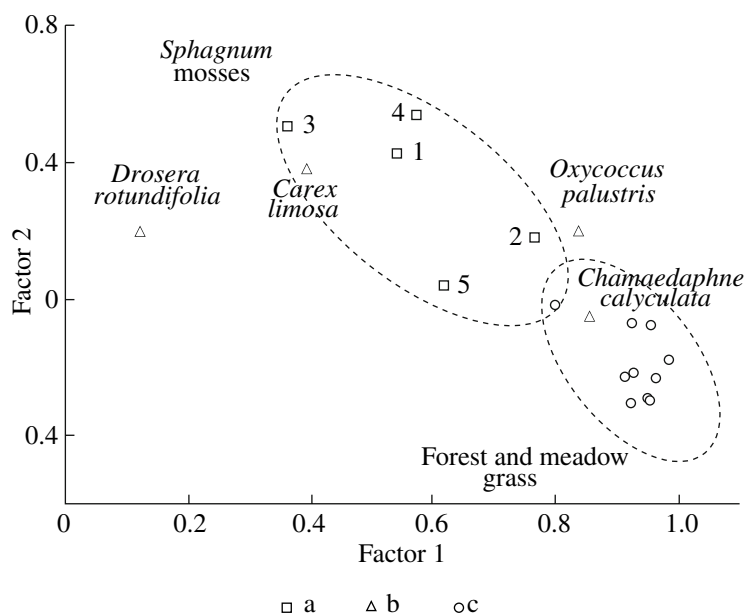 0.8
Sphagnum
mosses
4
3
1
0.4
Drosera
rotundifolia
Carex
limosa
Oxycoccus
palustris
2
Factor 2
5
Chamaedaphne
calyculata
0
0.4
Forest and meadow
grass
0 0.2 0.4 0.6 0.8 1.0
Factor 1
a b c